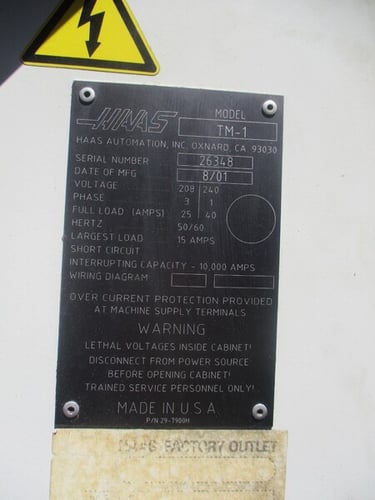 HAAS
MODEL
TM-1
HAAS AUTOMATION, INC. OXNARD, CA. 93030
SERIAL NUMBER 26348
DATE OF MFG 8/01
VOLTAGE 208 240
PHASE 3 1
FULL LOAD (AMPS) 25 40
HERTZ 50/60
LARGEST LOAD 15 AMPS
SHORT CIRCUIT
INTERRUPTING CAPACITY - 10,000 AMPS
WIRING DIAGRAM
OVER CURRENT PROTECTION PROVIDED
AT MACHINE SUPPLY TERMINALS
WARNING
LETHAL VOLTAGES INSIDE CABINET!
DISCONNECT FROM POWER SOURCE
BEFORE OPENING CABINET!
TRAINED SERVICE PERSONNEL ONLY!
MADE IN U.S.A.
P/N 29-1900H
FACTORY OUTLET